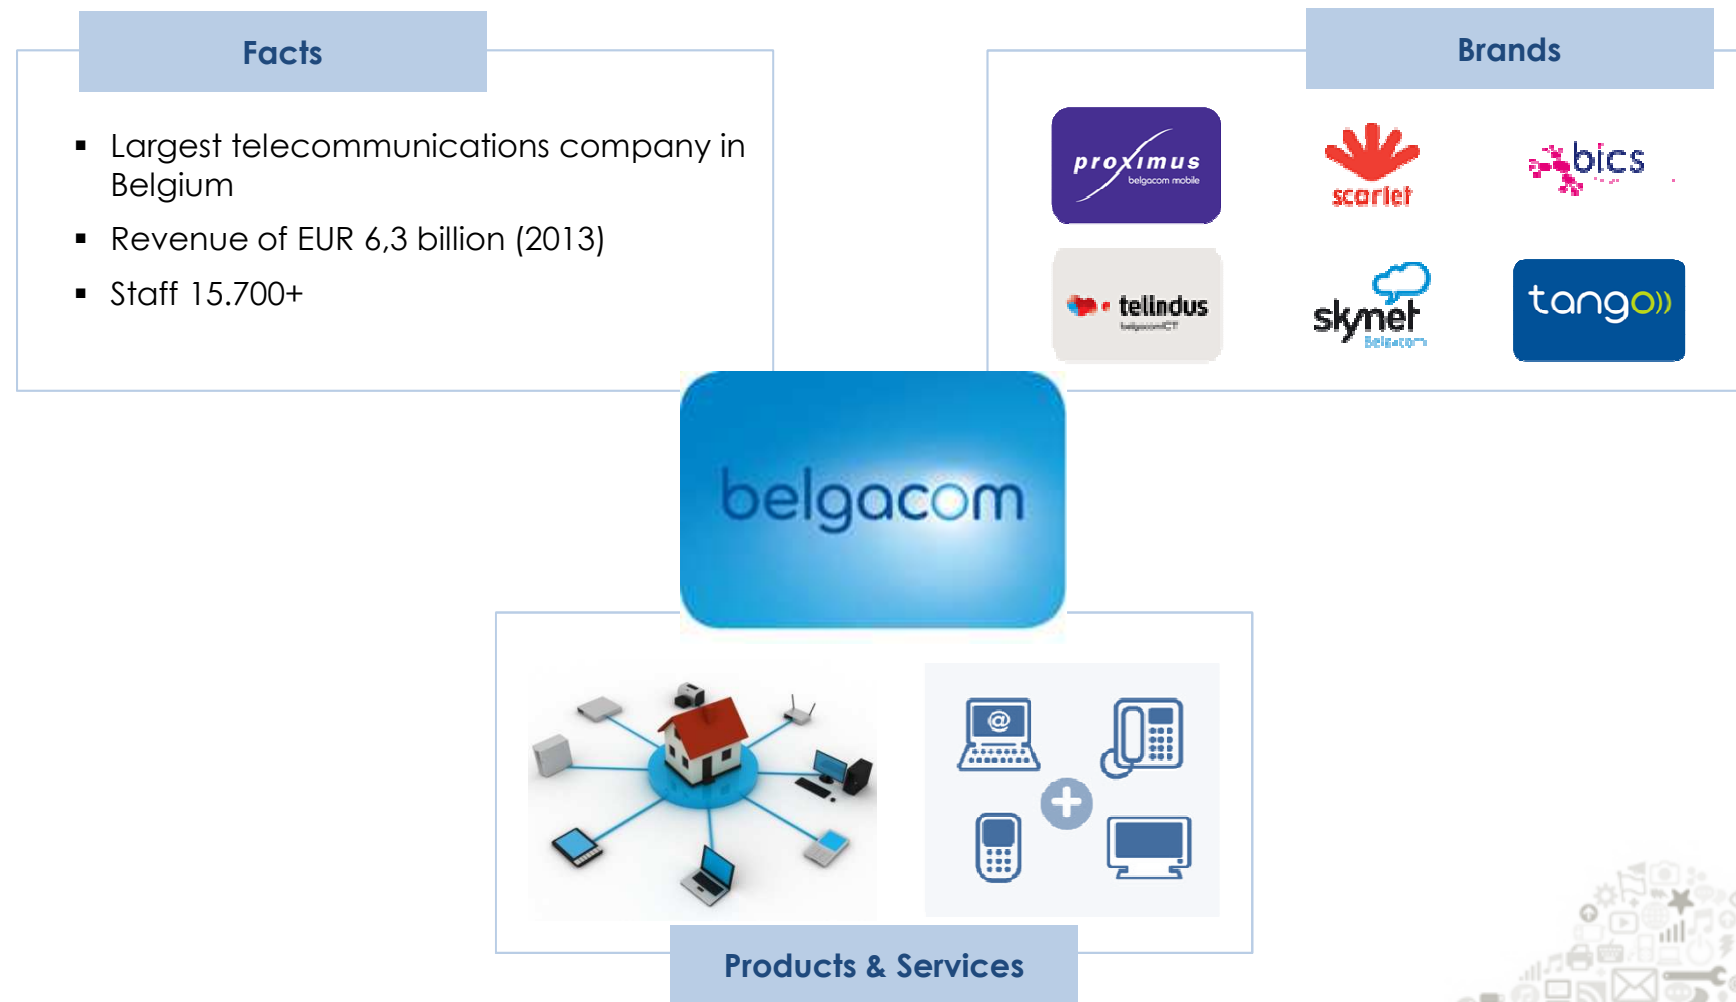 Facts
▪ Largest telecommunications company in
Belgium
▪ Revenue of EUR 6,3 billion (2013)
▪ Staff 15.700+
Brands
proximus
belgacom mobile
scarlet
bics
telindus
belgacomICT
skynet
Belgacom
tango
belgacom
@
Products & Services